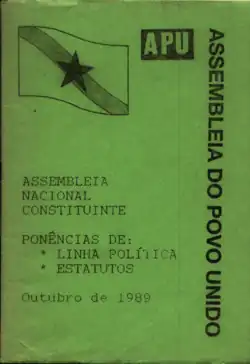 APU
ASSEMBLEIA DO POVO UNIDO
ASSEMBLEIA
NACIONAL
CONSTITUINTE
PONÊNCIAS DE:
* LINHA POLÍTICA
* ESTATUTOS
Outubro de 1989